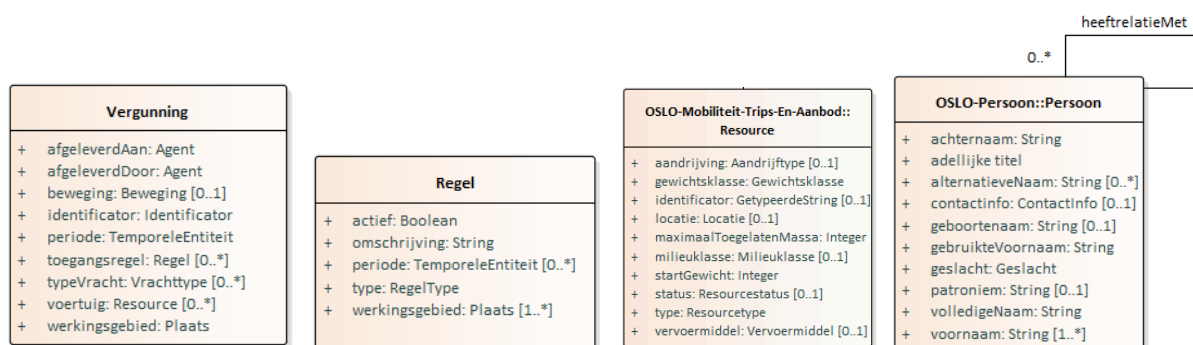 heeftrelatieMet
0..*
Vergunning
+ afgeleverdAan: Agent
+ afgeleverdDoor: Agent
+ beweging: Beweging [0..1]
+ identificator: Identificator
+ periode: TemporeleEntiteit
+ toegangsregel: Regel [0..*]
+ typeVracht: Vrachttype [0..*]
+ voertuig: Resource [0..*]
+ werkingsgebied: Plaats
Regel
+ actief: Boolean
+ omschrijving: String
+ periode: TemporeleEntiteit [0..*]
+ type: RegelType
+ werkingsgebied: Plaats [1..*]
OSLO-Mobiliteit-Trips-En-Aanbod::
Resource
+ aandrijving: Aandrijftype [0..1]
+ gewichtsklasse: Gewichtsklasse
+ identificator: GetypeerdeString [0..1]
+ locatie: Locatie [0..1]
+ maximaalToegelatenMassa: Integer
+ milieuklasse: Milieuklasse [0..1]
+ startGewicht: Integer
+ status: Resourcestatus [0..1]
+ type: Resourcetype
+ vervoermiddel: Vervoermiddel [0..1]
OSLO-Persoon::Persoon
+ achternaam: String
+ adellijke titel
+ alternatieveNaam: String [0..*]
+ contactinfo: ContactInfo [0..1]
+ geboortenaam: String [0..1]
+ gebruikteVoornaam: String
+ geslacht: Geslacht
+ patroniem: String [0..1]
+ volledigeNaam: String
+ voornaam: String [1..*]